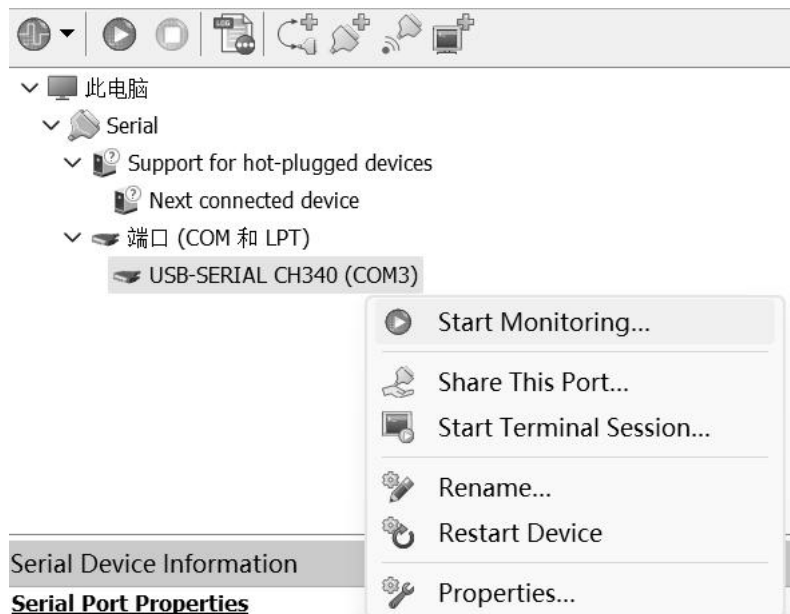 LOG
此电脑
Serial
Support for hot-plugged devices
Next connected device
端口 (COM 和 LPT)
USB-SERIAL CH340 (COM3)
Start Monitoring...
Share This Port...
Start Terminal Session...
Rename...
Restart Device
Properties...
Serial Device Information
Serial Port Properties